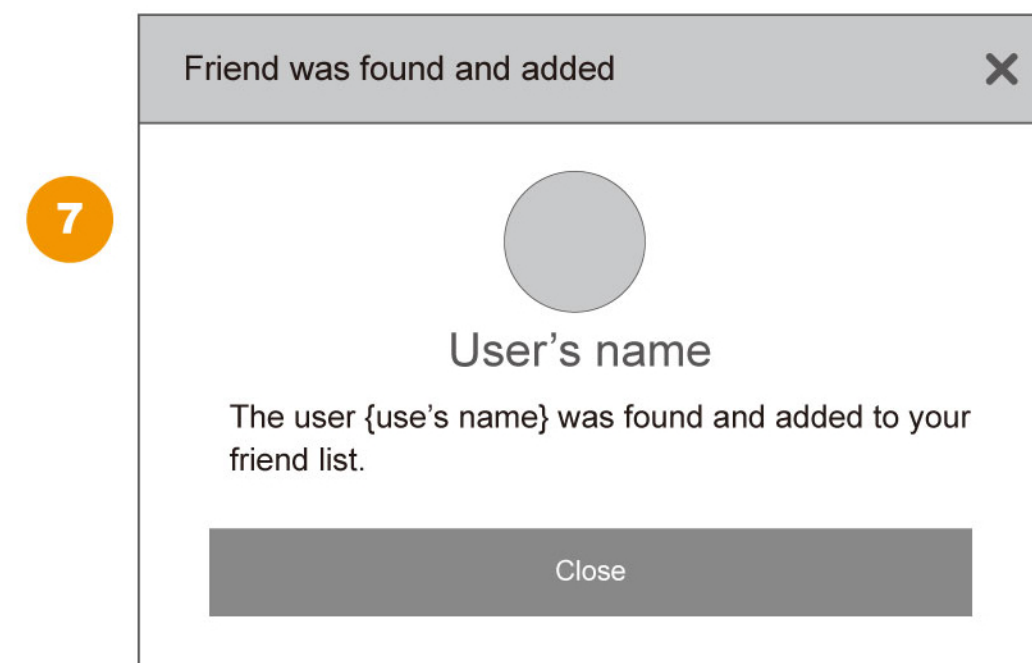 Friend was found and added
7
User’s name
The user {use’s name} was found and added to your
friend list.
Close